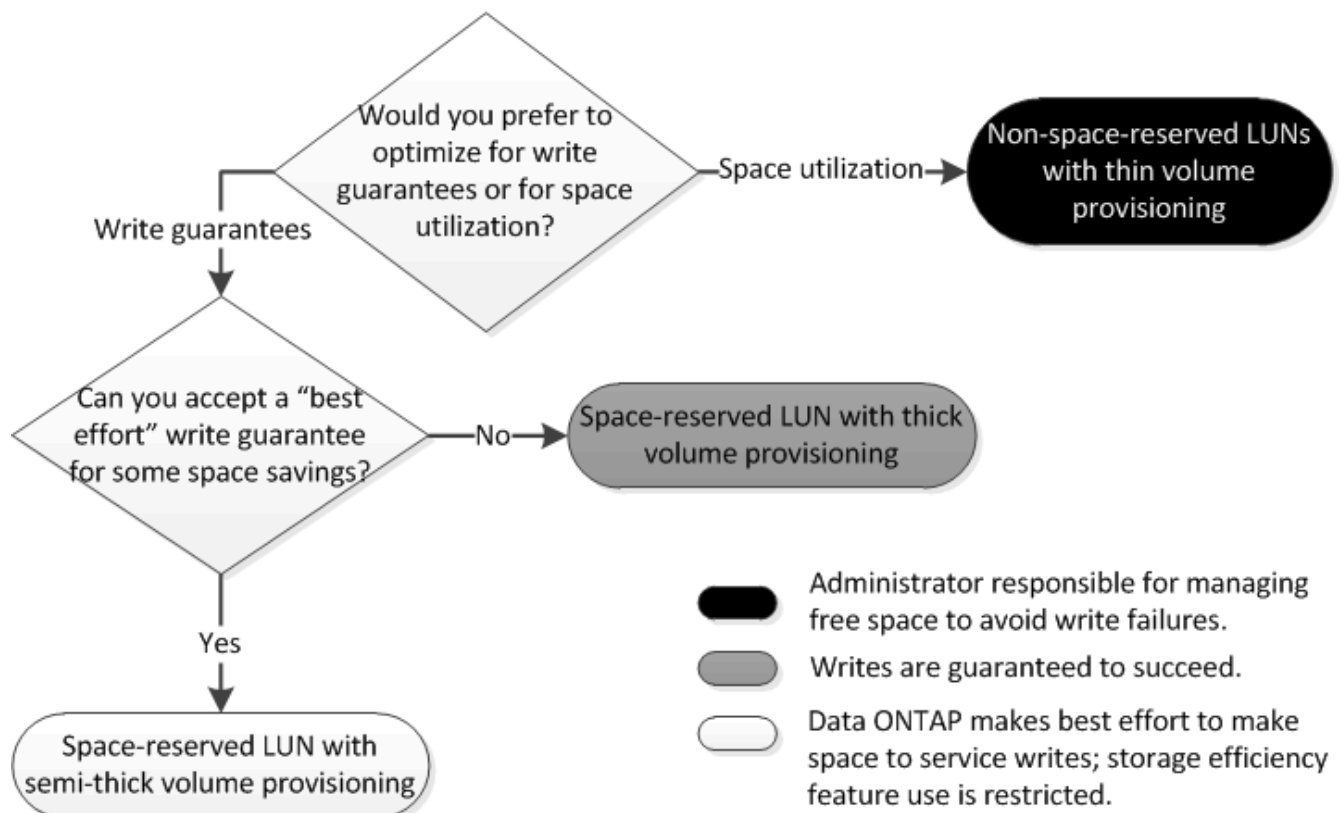 Would you prefer to
optimize for write
guarantees or for space
utilization?
Space utilization
Non-space-reserved LUNs
with thin volume
provisioning
Write guarantees
Can you accept a “best
effort” write guarantee
for some space savings?
No
Space-reserved LUN with thick
volume provisioning
Yes
Space-reserved LUN with
semi-thick volume provisioning
Administrator responsible for managing
free space to avoid write failures.
Writes are guaranteed to succeed.
Data ONTAP makes best effort to make
space to service writes; storage efficiency
feature use is restricted.